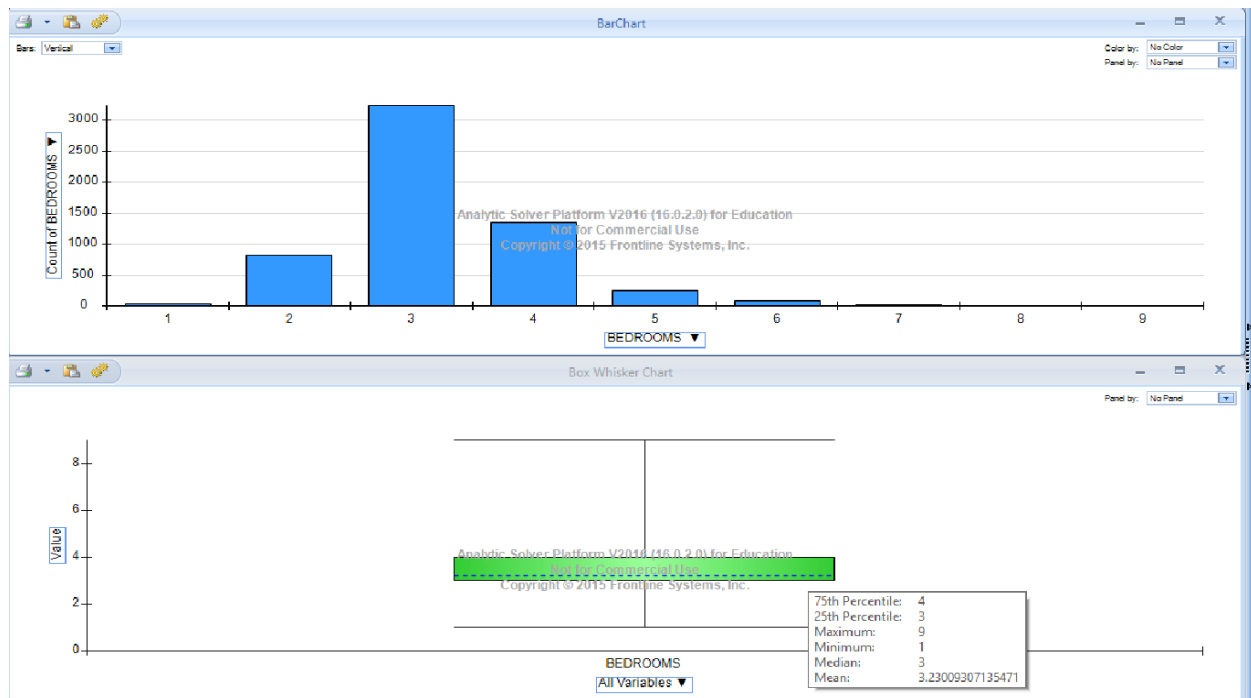 BarChart
Bars: Vertical
Color by: No Color
Panel by: No Panel
Count of BEDROOMS ▼
3000
2500
2000
1500
1000
500
0
Analytic Solver Platform V2016 (16.0.2.0) for Education
Not for Commercial Use
Copyright © 2015 Frontline Systems, Inc.
1 2 3 4 5 6 7 8 9
BEDROOMS ▼
Box Whisker Chart
Panel by: No Panel
Value
8
6
4
2
0
Analytic Solver Platform V2016 (16.0.2.0) for Education
Not for Commercial Use
Copyright © 2015 Frontline Systems, Inc.
75th Percentile: 4
25th Percentile: 3
Maximum: 9
Minimum: 1
Median: 3
Mean: 3.23009307135471
BEDROOMS
All Variables ▼